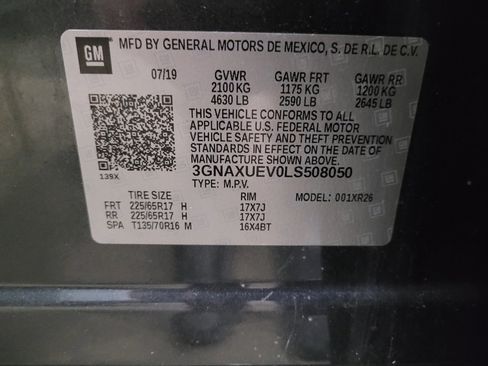 GM
MFD BY GENERAL MOTORS DE MEXICO, S. DE R.L. DE C.V.
07/19 GVWR GAWR FRT GAWR RR
2100 KG 1175 KG 1200 KG
4630 LB 2590 LB 2645 LB
THIS VEHICLE CONFORMS TO ALL
APPLICABLE U.S. FEDERAL MOTOR
VEHICLE SAFETY AND THEFT PREVENTION
STANDARDS IN EFFECT ON THE DATE OF
MANUFACTURE SHOWN ABOVE.
3GNAXUEV0LS508050
139X
TYPE: M.P.V.
TIRE SIZE RIM MODEL: 001XR26
FRT 225/65R17 H 17X7J
RR 225/65R17 H 17X7J
SPA T135/70R16 M 16X4BT